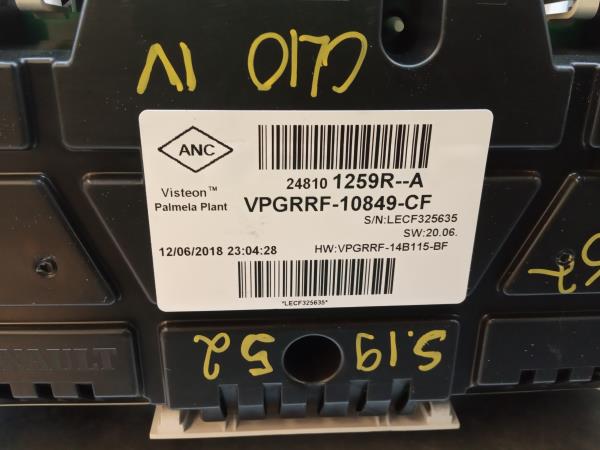 CLIO IV
ANC
24810 1259R--A
Visteon™
Palmela Plant
VPGRRF-10849-CF
S/N:LECF325635
SW:20.06.
12/06/2018 23:04:28
HW:VPGRRF-14B115-BF
*LECF325635*
S.19 52